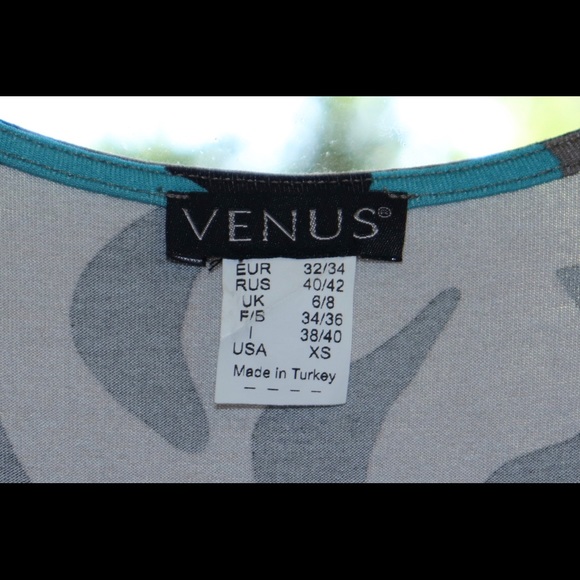 VENUS®
EUR 32/34
RUS 40/42
UK 6/8
F/B 34/36
I 38/40
USA XS
Made in Turkey